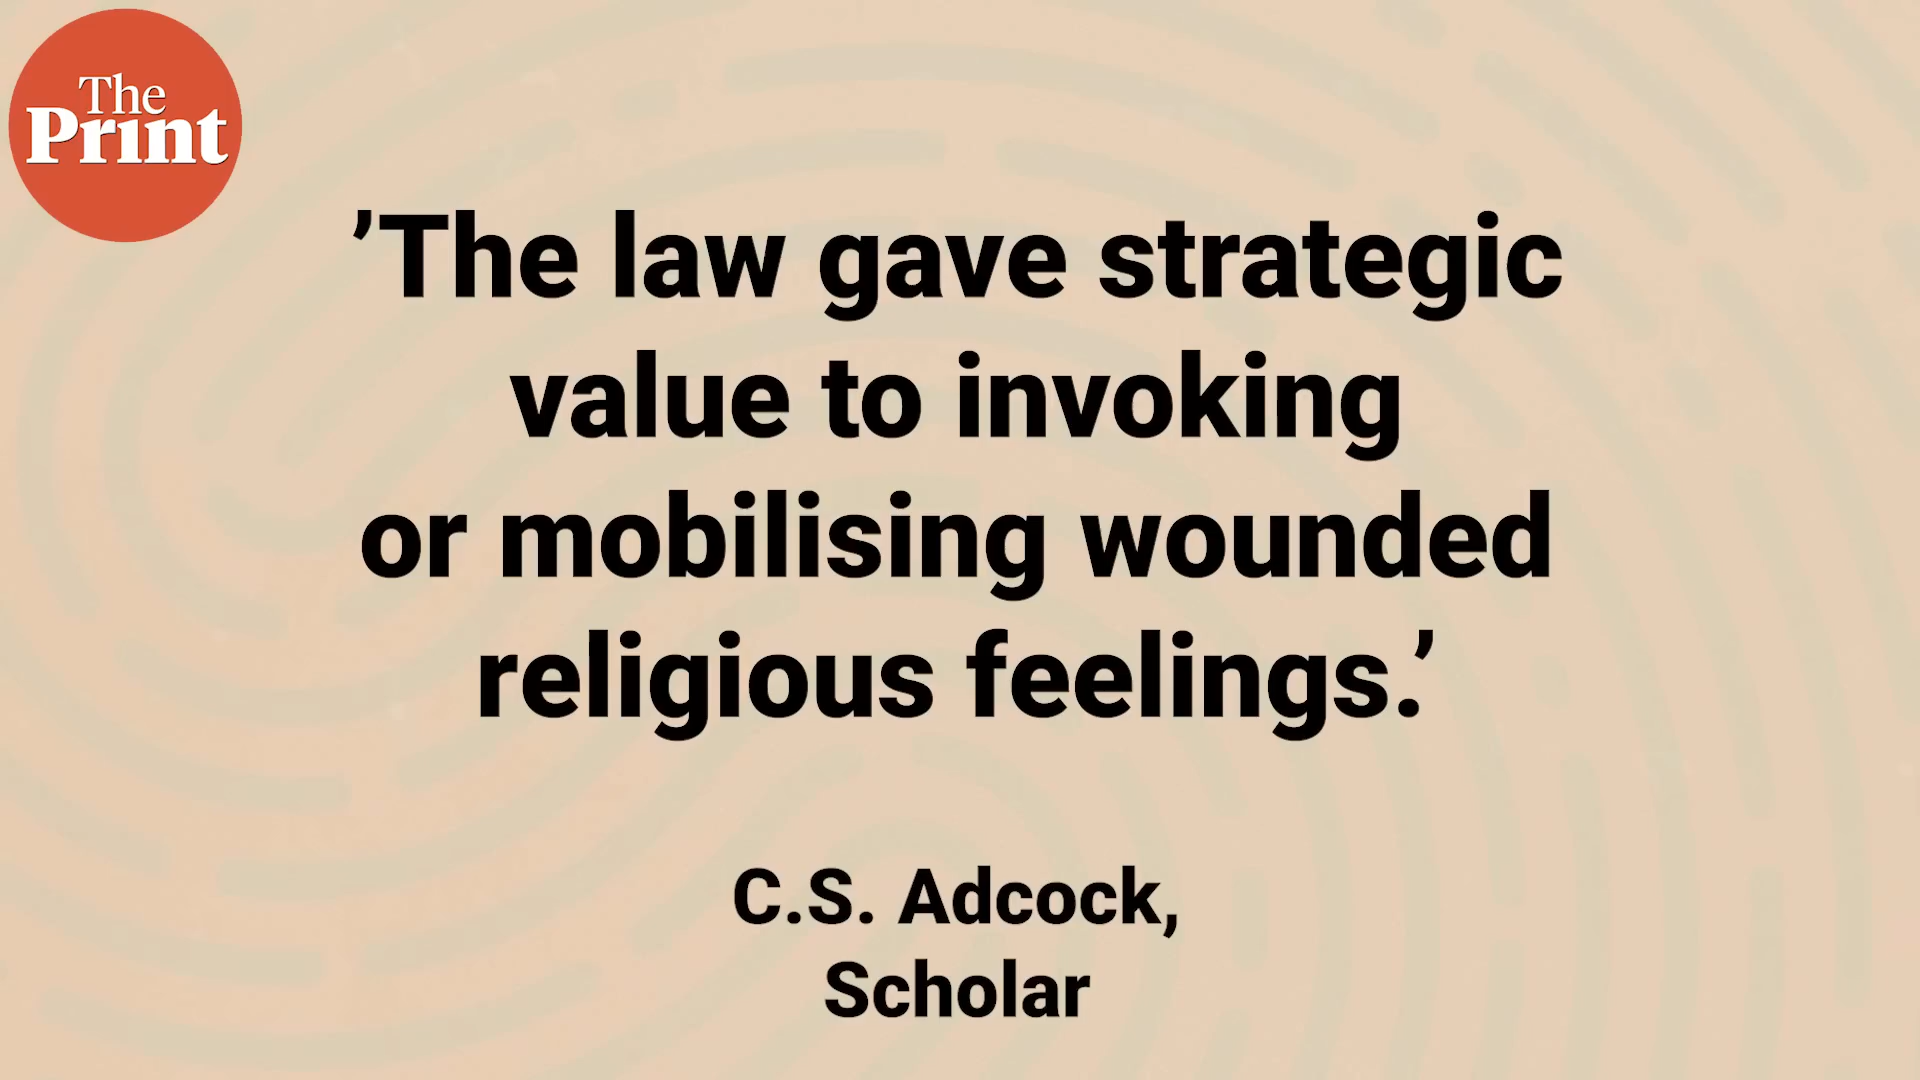 The
Print
’The law gave strategic
value to invoking
or mobilising wounded
religious feelings.’
C.S. Adcock,
Scholar